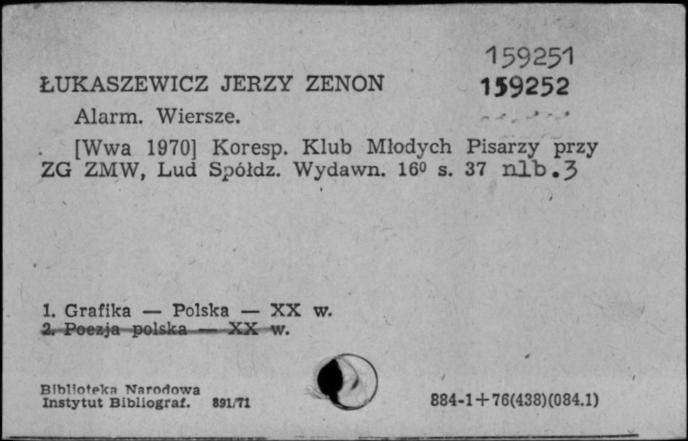 159251
ŁUKASZEWICZ JERZY ZENON 159252
Alarm. Wiersze.
[Wwa 1970] Koresp. Klub Młodych Pisarzy przy
ZG ZMW, Lud Spółdz. Wydawn. 16⁰ s. 37 nlb.3
1. Grafika — Polska — XX w.
2. Poezja polska — XX w.
Biblioteka Narodowa
Instytut Bibliograf. 891/71 884-1+76(438)(084.1)